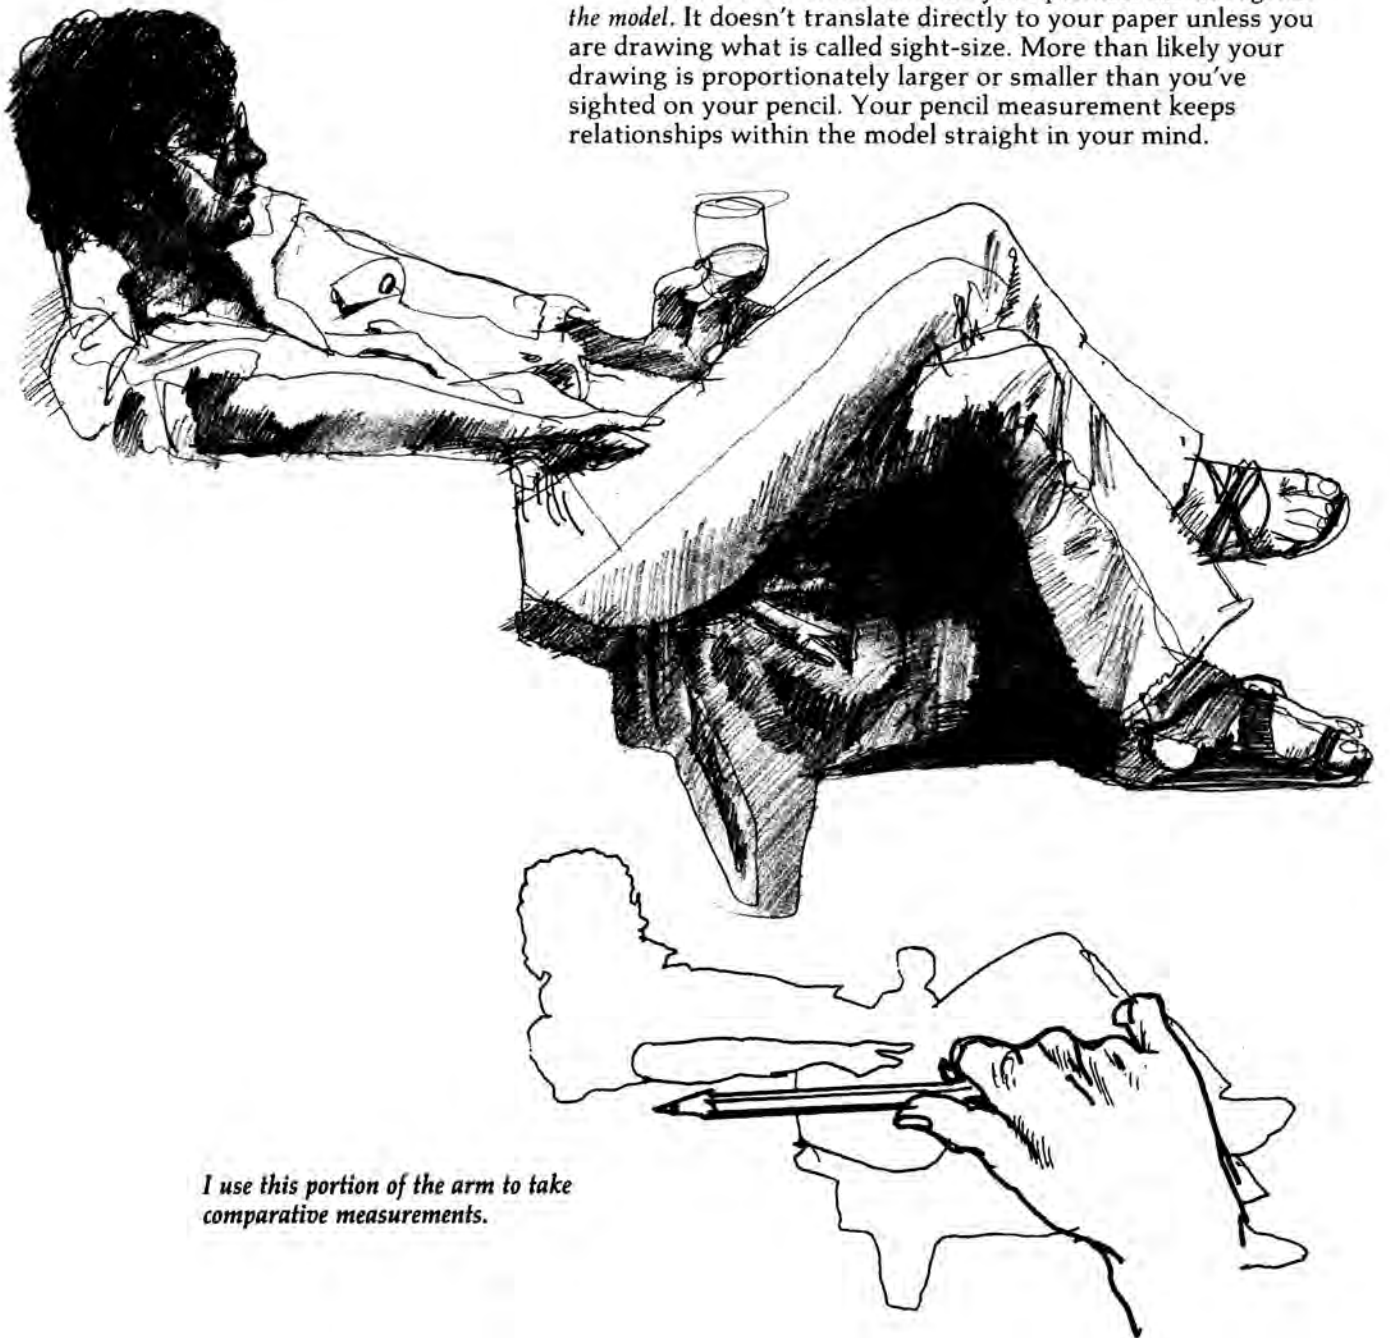 the model. It doesn't translate directly to your paper unless you
are drawing what is called sight-size. More than likely your
drawing is proportionately larger or smaller than you've
sighted on your pencil. Your pencil measurement keeps
relationships within the model straight in your mind.
I use this portion of the arm to take
comparative measurements.